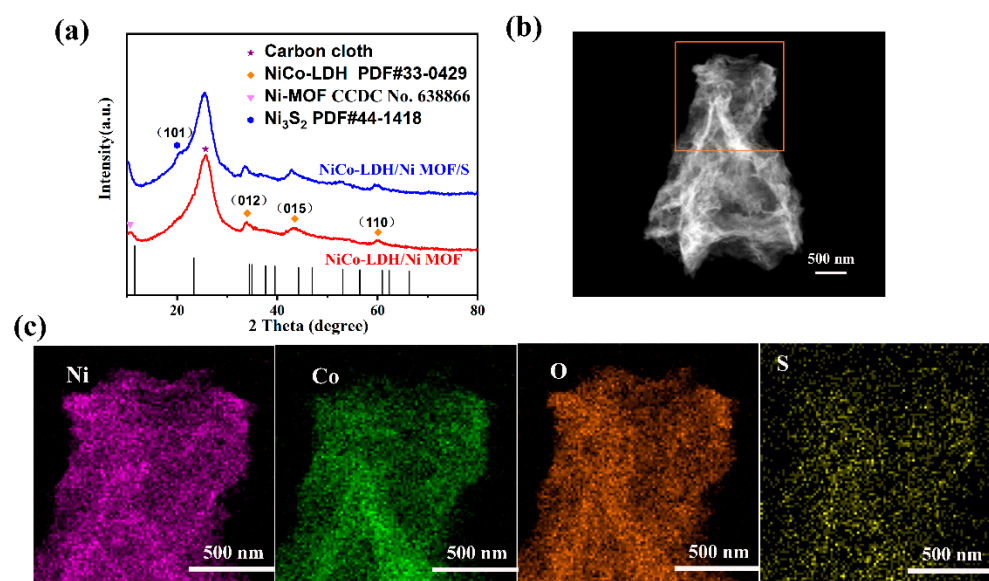 (a)
Carbon cloth
NiCo-LDH PDF#33-0429
Ni-MOF CCDC No. 638866
Ni₃S₂ PDF#44-1418
(101)
NiCo-LDH/Ni MOF/S
(012)
(015)
(110)
NiCo-LDH/Ni MOF
Intensity(a.u.)
20
40
60
80
2 Theta (degree)
(b)
500 nm
(c)
Ni
500 nm
Co
500 nm
O
500 nm
S
500 nm